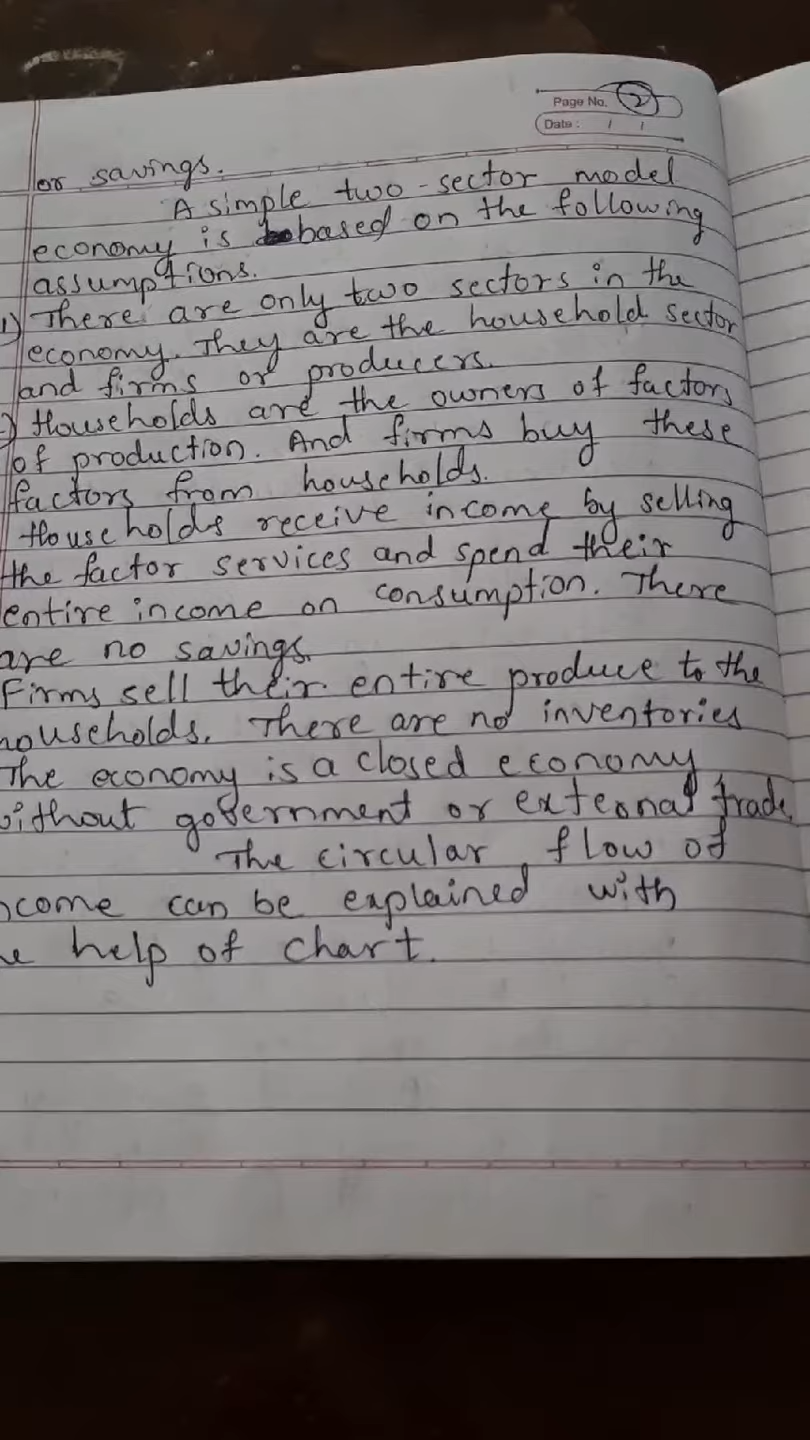 Page No. 2
Date : / /
or savings.
A simple two-sector model
economy is based on the following
assumptions.
1) There are only two sectors in the
economy. They are the household sector
and firms or producers.
) Households are the owners of factors
of production. And firms buy these
factors from households.
Households receive income by selling
the factor services and spend their
entire income on consumption. There
are no savings.
Firms sell their entire produce to the
households. There are no inventories
The economy is a closed economy
without government or external trade.
The circular flow of
ncome can be explained with
e help of chart.